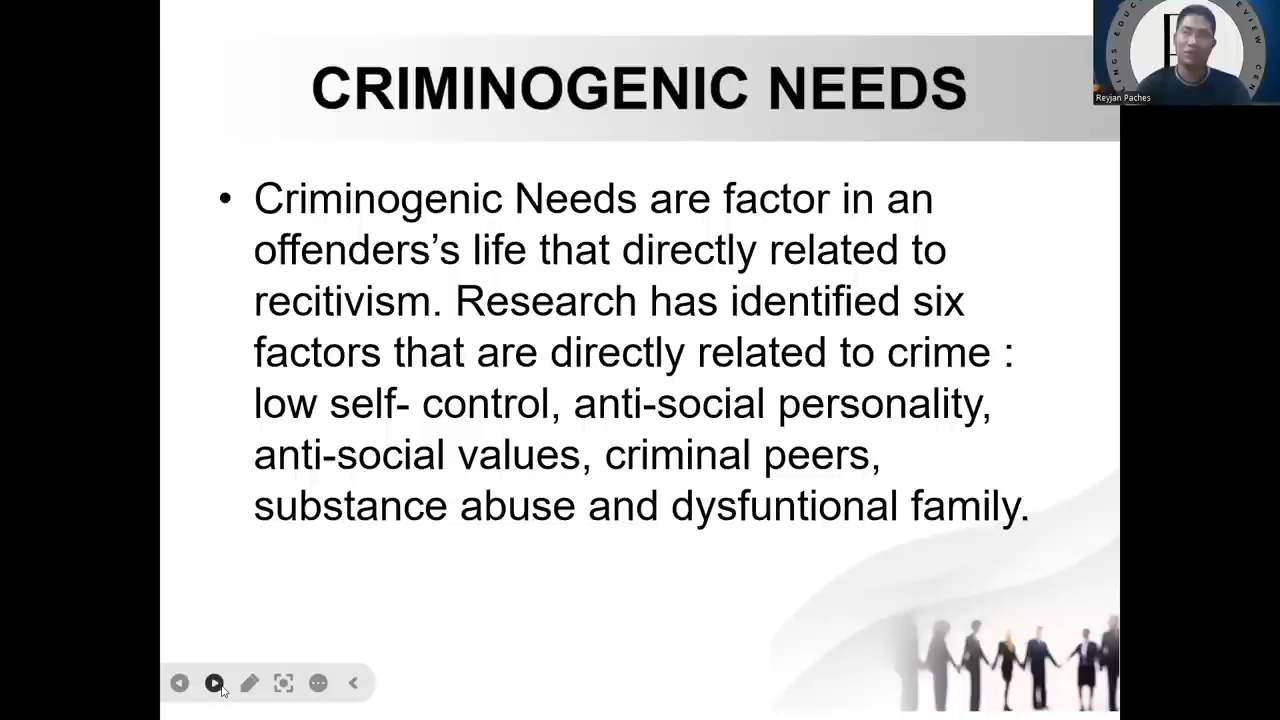 CRIMINOGENIC NEEDS
• Criminogenic Needs are factor in an
offenders’s life that directly related to
recitivism. Research has identified six
factors that are directly related to crime :
low self- control, anti-social personality,
anti-social values, criminal peers,
substance abuse and dysfuntional family.
Reyjan Paches